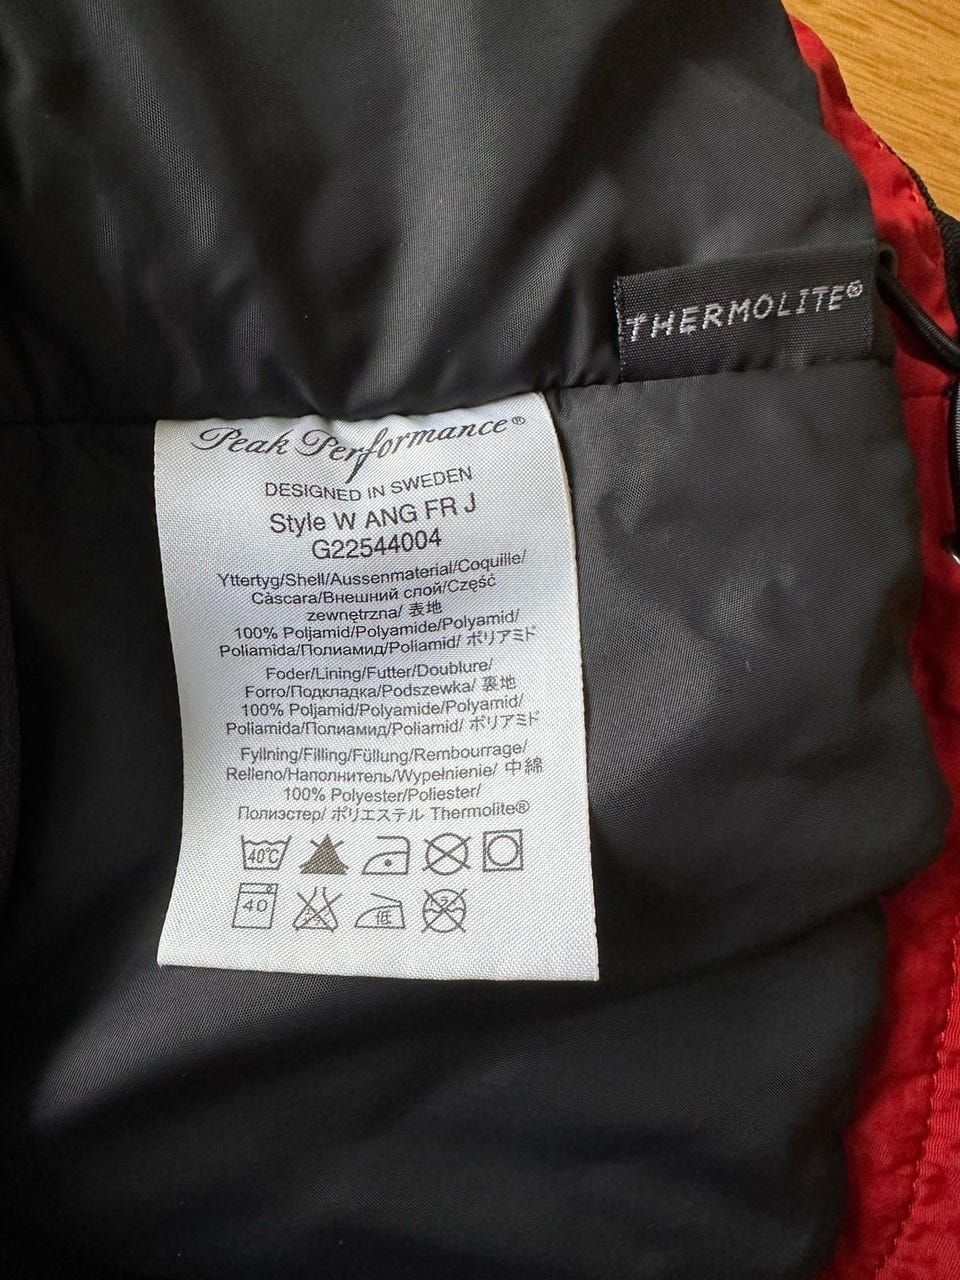 THERMOLITE®
Peak Performance®
DESIGNED IN SWEDEN
Style W ANG FR J
G22544004
Yttertyg/Shell/Aussenmaterial/Coquille/
Càscara/Внешний слой/Część
zewnętrzna/ 表地
100% Poljamid/Polyamide/Polyamid/
Poliamida/Полиамид/Poliamid/ ポリアミド
Foder/Lining/Futter/Doublure/
Forro/Подкладка/Podszewka/ 裏地
100% Poljamid/Polyamide/Polyamid/
Poliamida/Полиамид/Poliamid/ ポリアミド
Fyllning/Filling/Füllung/Rembourrage/
Relleno/Наполнитель/Wypełnienie/ 中綿
100% Polyester/Poliester/
Полиэстер/ ポリエステル Thermolite®
40°C
40 低